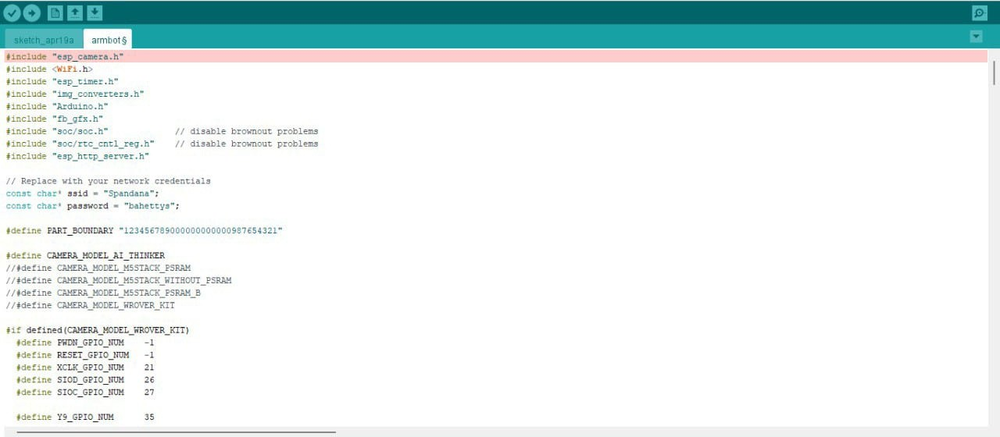 sketch_apr19a
armbot§
#include "esp_camera.h"
#include <WiFi.h>
#include "esp_timer.h"
#include "img_converters.h"
#include "Arduino.h"
#include "fb_gfx.h"
#include "soc/soc.h" // disable brownout problems
#include "soc/rtc_cntl_reg.h" // disable brownout problems
#include "esp_http_server.h"
// Replace with your network credentials
const char* ssid = "Spandana";
const char* password = "bahettys";
#define PART_BOUNDARY "123456789000000000000987654321"
#define CAMERA_MODEL_AI_THINKER
//#define CAMERA_MODEL_M5STACK_PSRAM
//#define CAMERA_MODEL_M5STACK_WITHOUT_PSRAM
//#define CAMERA_MODEL_M5STACK_PSRAM_B
//#define CAMERA_MODEL_WROVER_KIT
#if defined(CAMERA_MODEL_WROVER_KIT)
#define PWDN_GPIO_NUM -1
#define RESET_GPIO_NUM -1
#define XCLK_GPIO_NUM 21
#define SIOD_GPIO_NUM 26
#define SIOC_GPIO_NUM 27
#define Y9_GPIO_NUM 35